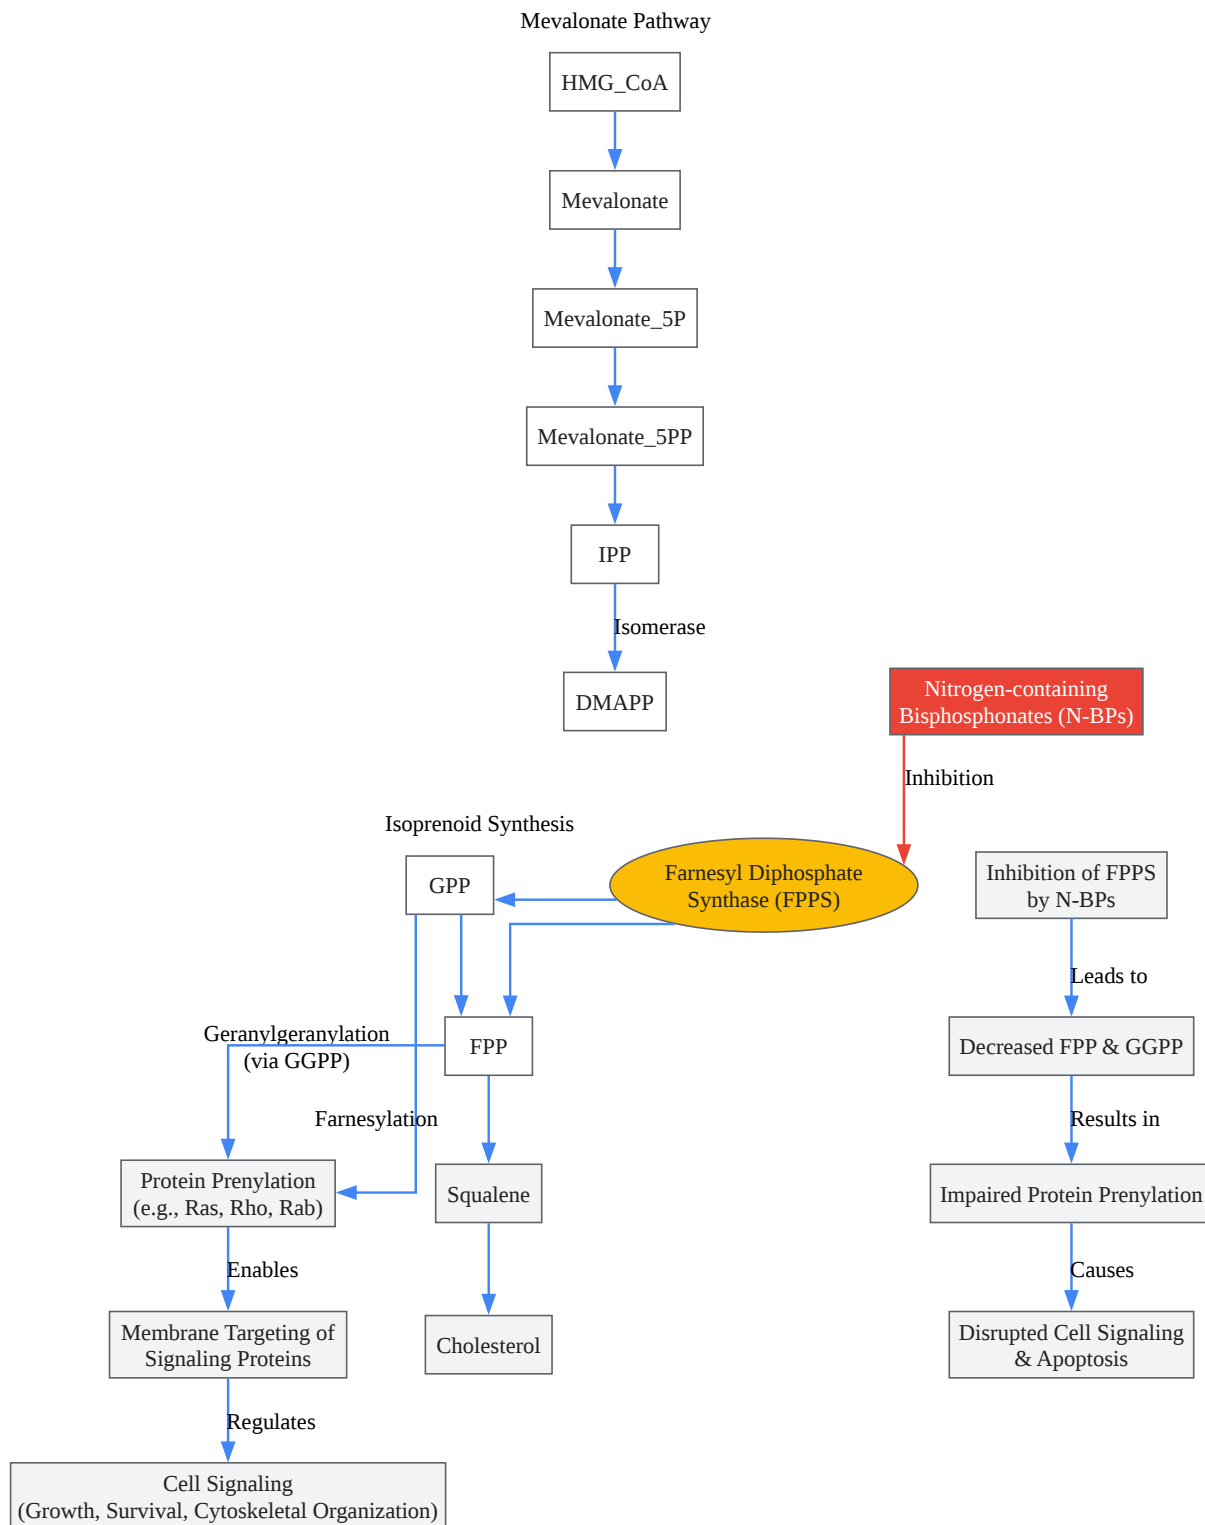 Mevalonate Pathway
HMG_CoA
Mevalonate
Mevalonate_5P
Mevalonate_5PP
IPP
Isomerase
DMAPP
Nitrogen-containing
Bisphosphonates (N-BPs)
Inhibition
Isoprenoid Synthesis
GPP
Farnesyl Diphosphate
Synthase (FPPS)
Inhibition of FPPS
by N-BPs
Leads to
Geranylgeranylation
(via GGPP)
FPP
Decreased FPP & GGPP
Farnesylation
Results in
Protein Prenylation
(e.g., Ras, Rho, Rab)
Squalene
Impaired Protein Prenylation
Enables
Causes
Membrane Targeting of
Signaling Proteins
Cholesterol
Disrupted Cell Signaling
& Apoptosis
Regulates
Cell Signaling
(Growth, Survival, Cytoskeletal Organization)